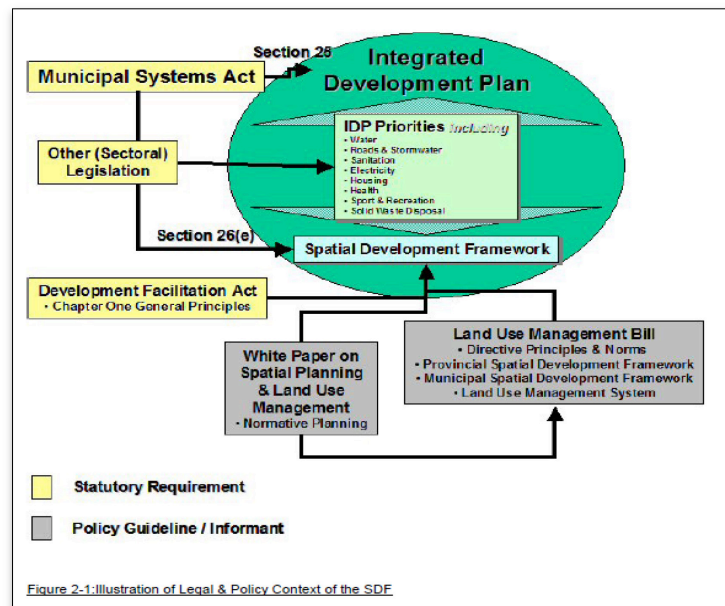 Section 25
Integrated
Development Plan
Municipal Systems Act
IDP Priorities including
• Water
• Roads & Stormwater
• Sanitation
• Electricity
• Housing
• Health
• Sport & Recreation
• Solid Waste Disposal
Other (Sectoral)
Legislation
Section 26(e)
Spatial Development Framework
Development Facilitation Act
• Chapter One General Principles
White Paper on
Spatial Planning
& Land Use
Management
• Normative Planning
Land Use Management Bill
• Directive Principles & Norms
• Provincial Spatial Development Framework
• Municipal Spatial Development Framework
• Land Use Management System
Statutory Requirement
Policy Guideline / Informant
Figure 2-1:Illustration of Legal & Policy Context of the SDF